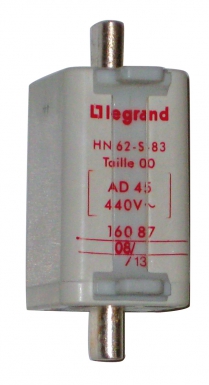 legrand
HN 62-S-83
Taille 00
AD 45
440V~
160 87
08/
/13